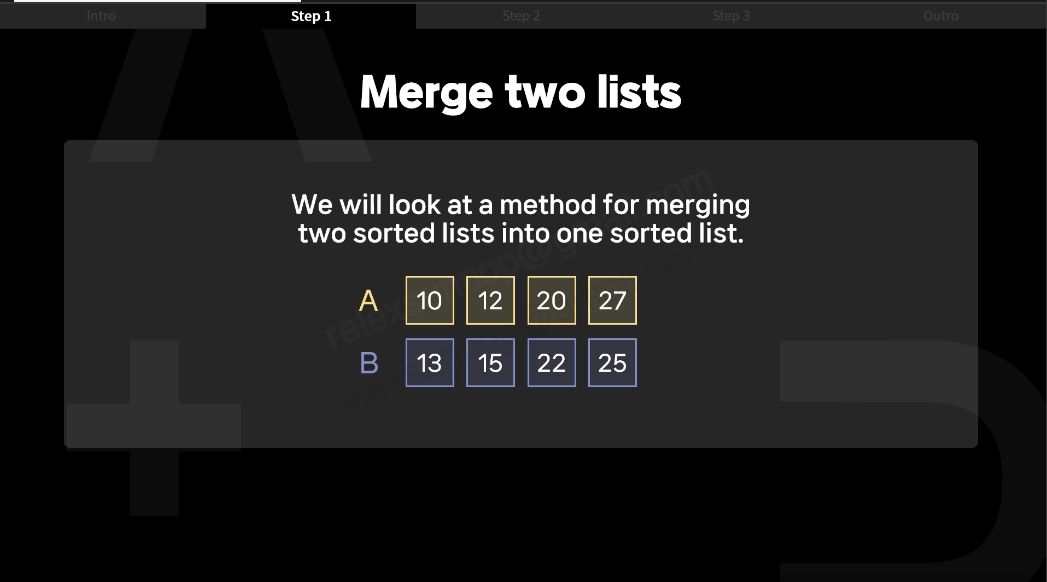 Intro
Step 1
Step 2
Step 3
Outro
Merge two lists
We will look at a method for merging
two sorted lists into one sorted list.
A 10 12 20 27
B 13 15 22 25